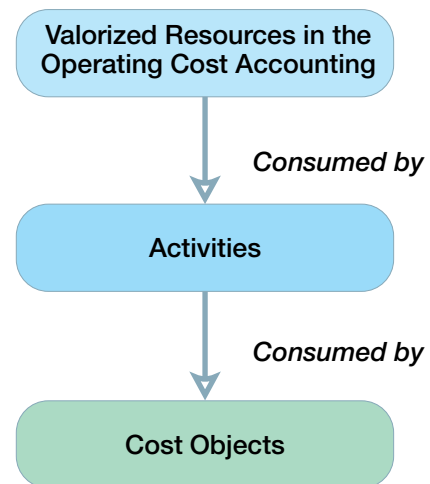 Valorized Resources in the
Operating Cost Accounting
Consumed by
Activities
Consumed by
Cost Objects